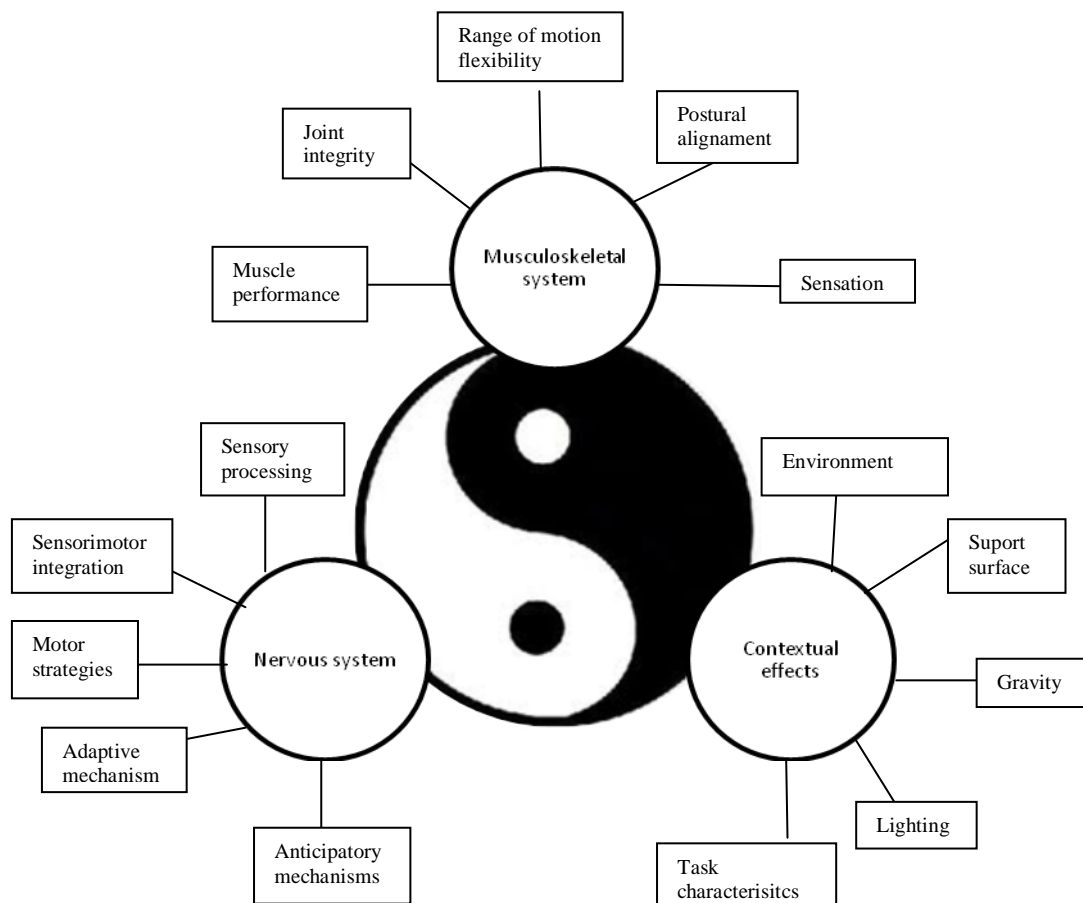 Range of motion
flexibility
Joint
integrity
Postural
alignament
Muscle
performance
Musculoskeletal
system
Sensation
Sensory
processing
Environment
Sensorimotor
integration
Suport
surface
Motor
strategies
Nervous system
Contextual
effects
Gravity
Adaptive
mechanism
Lighting
Anticipatory
mechanisms
Task
characterisitcs